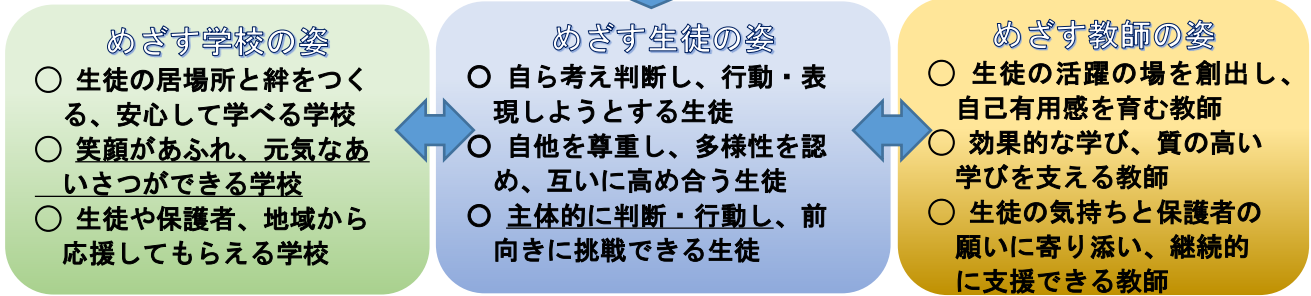 めざす学校の姿
○ 生徒の居場所と絆をつく
る、安心して学べる学校
○ 笑顔があふれ、元気なあ
いさつができる学校
○ 生徒や保護者、地域から
応援してもらえる学校
めざす生徒の姿
○ 自ら考え判断し、行動・表
現しようとする生徒
○ 自他を尊重し、多様性を認
め、互いに高め合う生徒
○ 主体的に判断・行動し、前
向きに挑戦できる生徒
めざす教師の姿
○ 生徒の活躍の場を創出し、
自己有用感を育む教師
○ 効果的な学び、質の高い
学びを支える教師
○ 生徒の気持ちと保護者の
願いに寄り添い、継続的
に支援できる教師